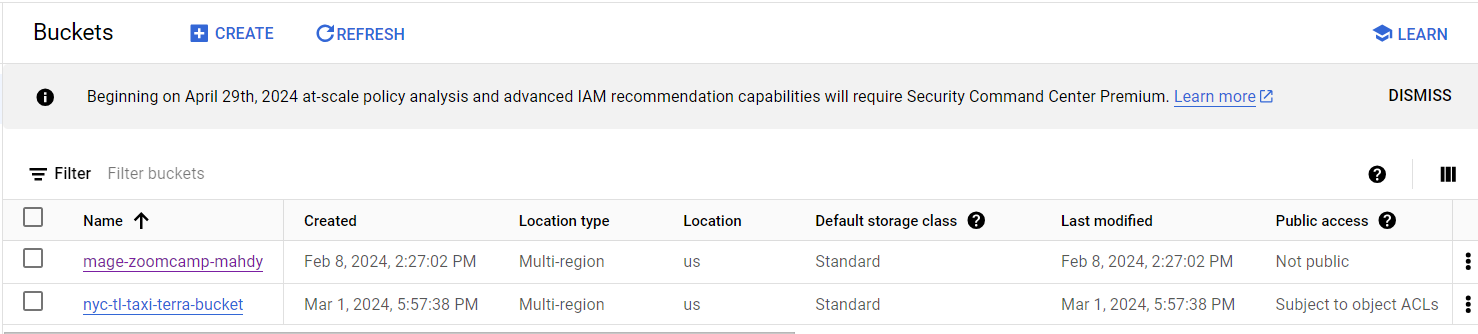 Buckets CREATE REFRESH LEARN
Beginning on April 29th, 2024 at-scale policy analysis and advanced IAM recommendation capabilities will require Security Command Center Premium. Learn more DISMISS
Filter Filter buckets
Name Created Location type Location Default storage class Last modified Public access
mage-zoomcamp-mahdy Feb 8, 2024, 2:27:02 PM Multi-region us Standard Feb 8, 2024, 2:27:02 PM Not public
nyc-tl-taxi-terra-bucket Mar 1, 2024, 5:57:38 PM Multi-region us Standard Mar 1, 2024, 5:57:38 PM Subject to object ACLs